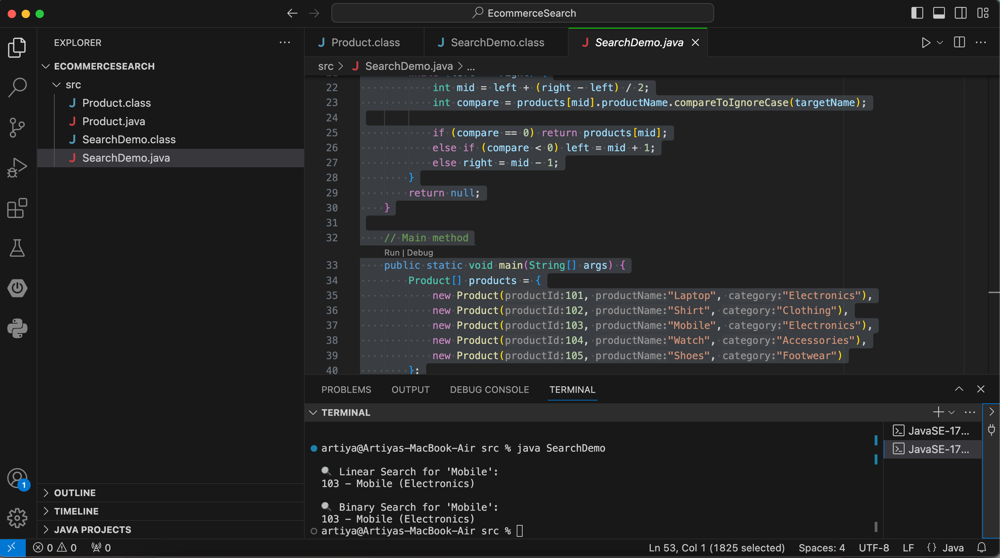 EcommerceSearch
EXPLORER
ECOMMERCESEARCH
src
Product.class
Product.java
SearchDemo.class
SearchDemo.java
OUTLINE
TIMELINE
JAVA PROJECTS
Product.class
SearchDemo.class
SearchDemo.java
src > SearchDemo.java > ...
22 int mid = left + (right - left) / 2;
23 int compare = products[mid].productName.compareToIgnoreCase(targetName);
24
25 if (compare == 0) return products[mid];
26 else if (compare < 0) left = mid + 1;
27 else right = mid - 1;
28 }
29 return null;
30 }
31
32 // Main method
Run | Debug
33 public static void main(String[] args) {
34 Product[] products = {
35 new Product(productId:101, productName:"Laptop", category:"Electronics"),
36 new Product(productId:102, productName:"Shirt", category:"Clothing"),
37 new Product(productId:103, productName:"Mobile", category:"Electronics"),
38 new Product(productId:104, productName:"Watch", category:"Accessories"),
39 new Product(productId:105, productName:"Shoes", category:"Footwear")
40 };
PROBLEMS OUTPUT DEBUG CONSOLE TERMINAL
TERMINAL
artiya@Artiyas-MacBook-Air src % java SearchDemo
Linear Search for 'Mobile':
103 - Mobile (Electronics)
Binary Search for 'Mobile':
103 - Mobile (Electronics)
artiya@Artiyas-MacBook-Air src %
JavaSE-17...
JavaSE-17...
1
0 0 0
Ln 53, Col 1 (1825 selected) Spaces: 4 UTF-8 LF {} Java